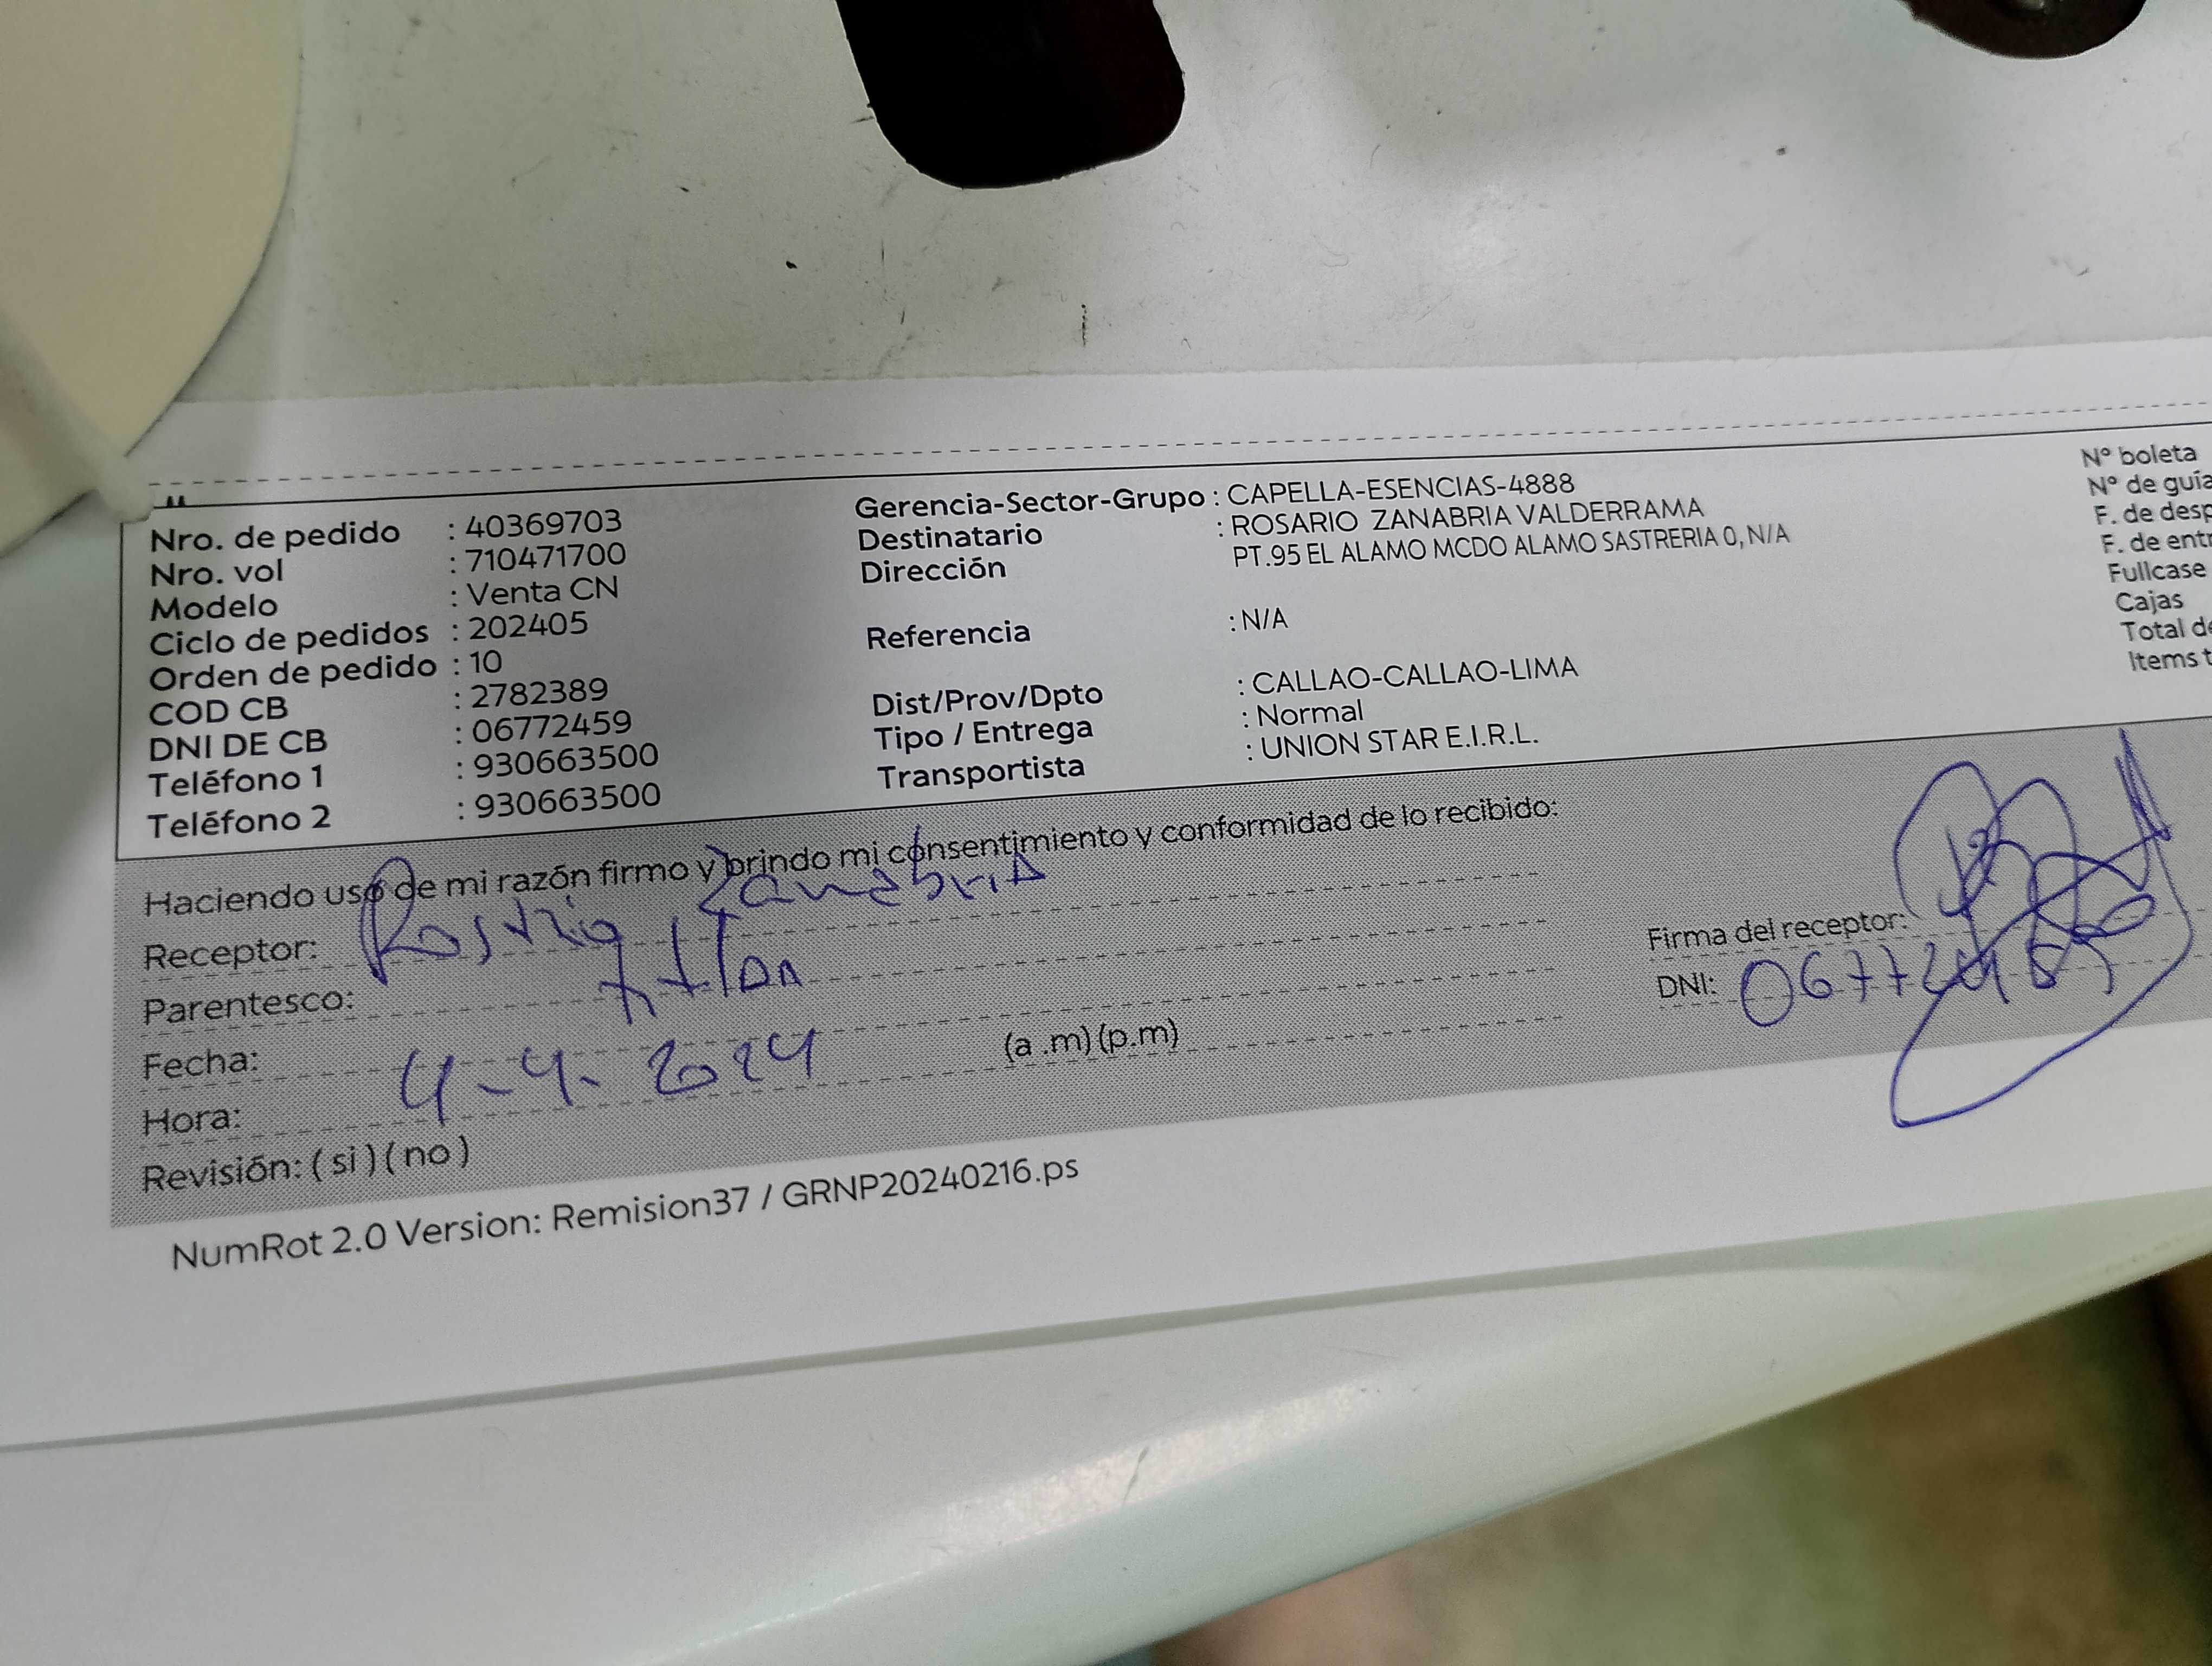 Nro. de pedido : 40369703
Nro. vol : 710471700
Modelo : Venta CN
Ciclo de pedidos : 202405
Orden de pedido : 10
COD CB : 2782389
DNI DE CB : 06772459
Teléfono 1 : 930663500
Teléfono 2 : 930663500
Gerencia-Sector-Grupo : CAPELLA-ESENCIAS-4888
Destinatario : ROSARIO ZANABRIA VALDERRAMA
Dirección PT.95 EL ALAMO MCDO ALAMO SASTRERIA 0, N/A
Referencia : N/A
Dist/Prov/Dpto : CALLAO-CALLAO-LIMA
Tipo / Entrega : Normal
Transportista : UNION STAR E.I.R.L.
N° boleta
N° de guía
F. de desp
F. de entr
Fullcase
Cajas
Total de
Items t
Haciendo uso de mi razón firmo y brindo mi consentimiento y conformidad de lo recibido:
Receptor: Rosario Zanabria
Parentesco:
Fecha: 4-4-2024
Hora: (a .m) (p.m)
Revisión: ( si ) ( no )
Firma del receptor:
DNI: 06772459
NumRot 2.0 Version: Remision37 / GRNP20240216.ps